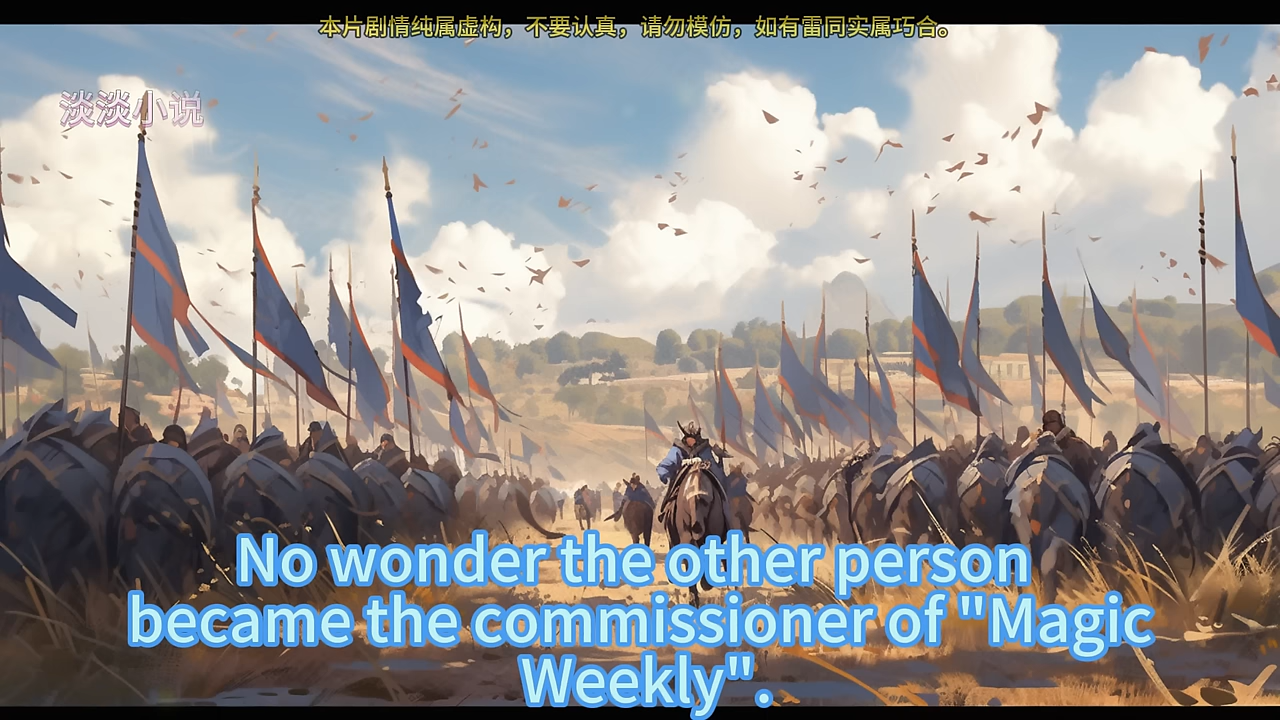 本片剧情纯属虚构，不要认真，请勿模仿，如有雷同实属巧合。
淡淡小说
No wonder the other person
became the commissioner of "Magic
Weekly".